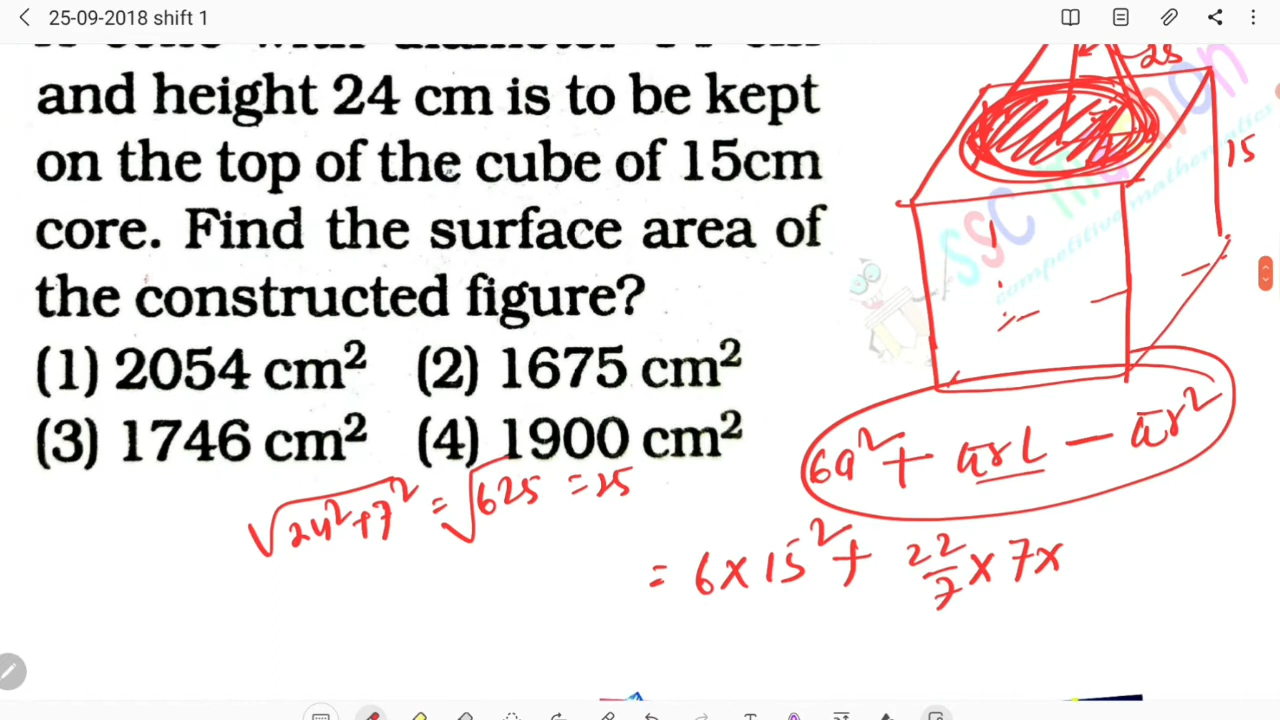 25-09-2018 shift 1
and height 24 cm is to be kept
on the top of the cube of 15cm
core. Find the surface area of
the constructed figure?
(1) 2054 cm² (2) 1675 cm²
(3) 1746 cm² (4) 1900 cm²
25
15
6a² + πrl − πr²
√24²+7² = √625 = 25
= 6×15² + 22/7 × 7×
competitive mathematics